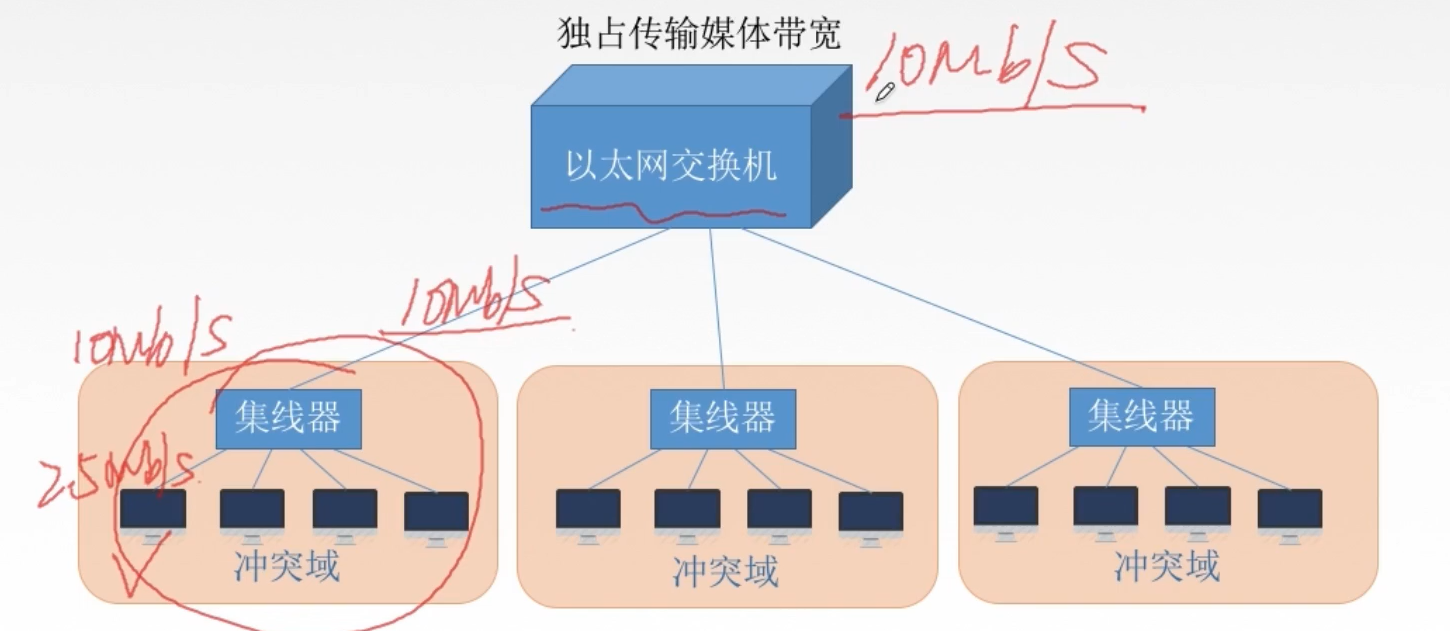 独占传输媒体带宽
10Mb/s
以太网交换机
10Mb/s
10Mb/s
集线器
集线器
集线器
2.5Mb/s.
冲突域
冲突域
冲突域